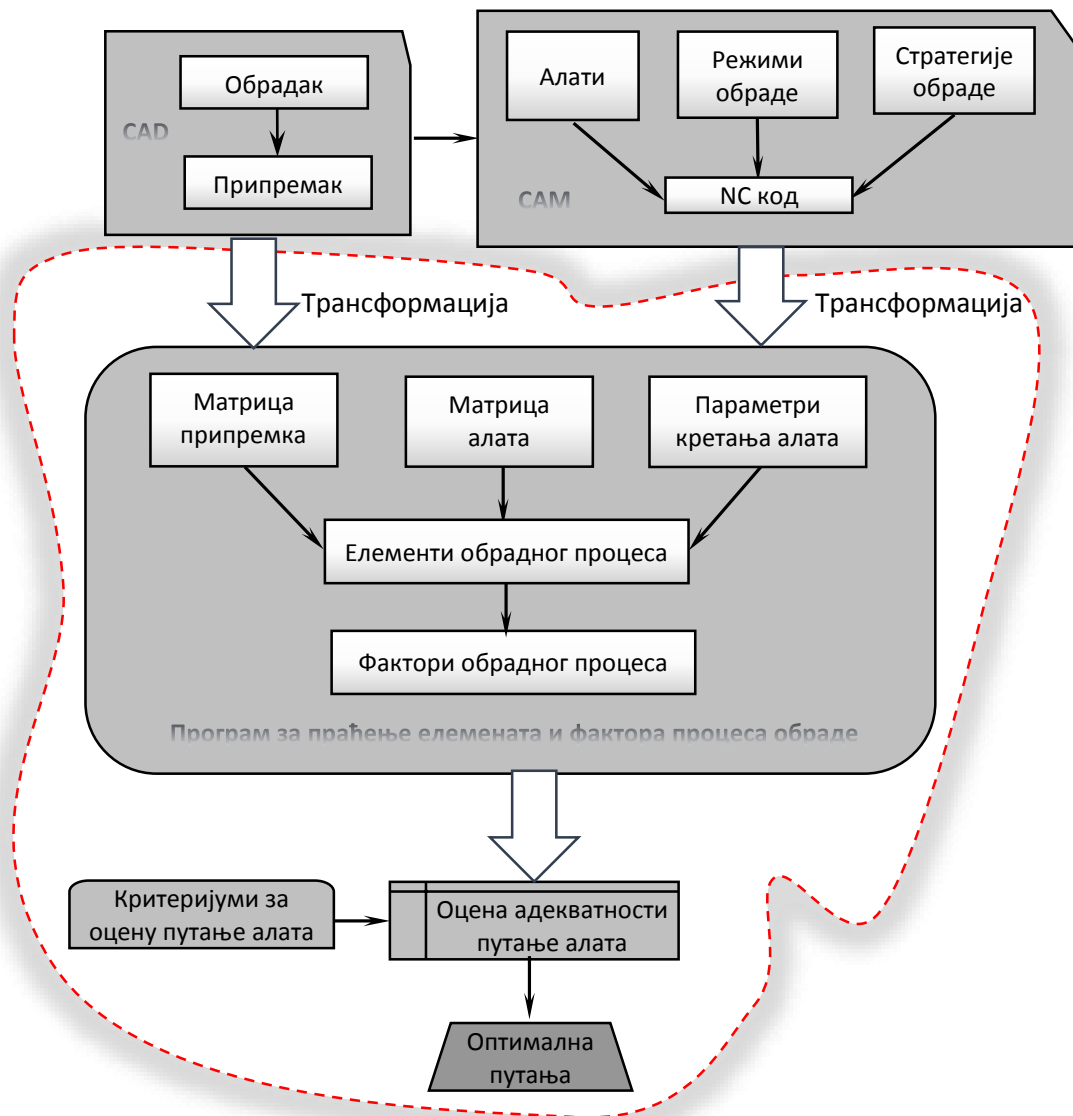 Обрадак
CAD
Припремак
Алати
Режими
обраде
Стратегије
обраде
NC код
CAM
Трансформација
Трансформација
Матрица
припремка
Матрица
алата
Параметри
кретања алата
Елементи обрадног процеса
Фактори обрадног процеса
Програм за праћење елемената и фактора процеса обраде
Критеријуми за
оцену путање алата
Оцена адекватности
путање алата
Оптимална
путања